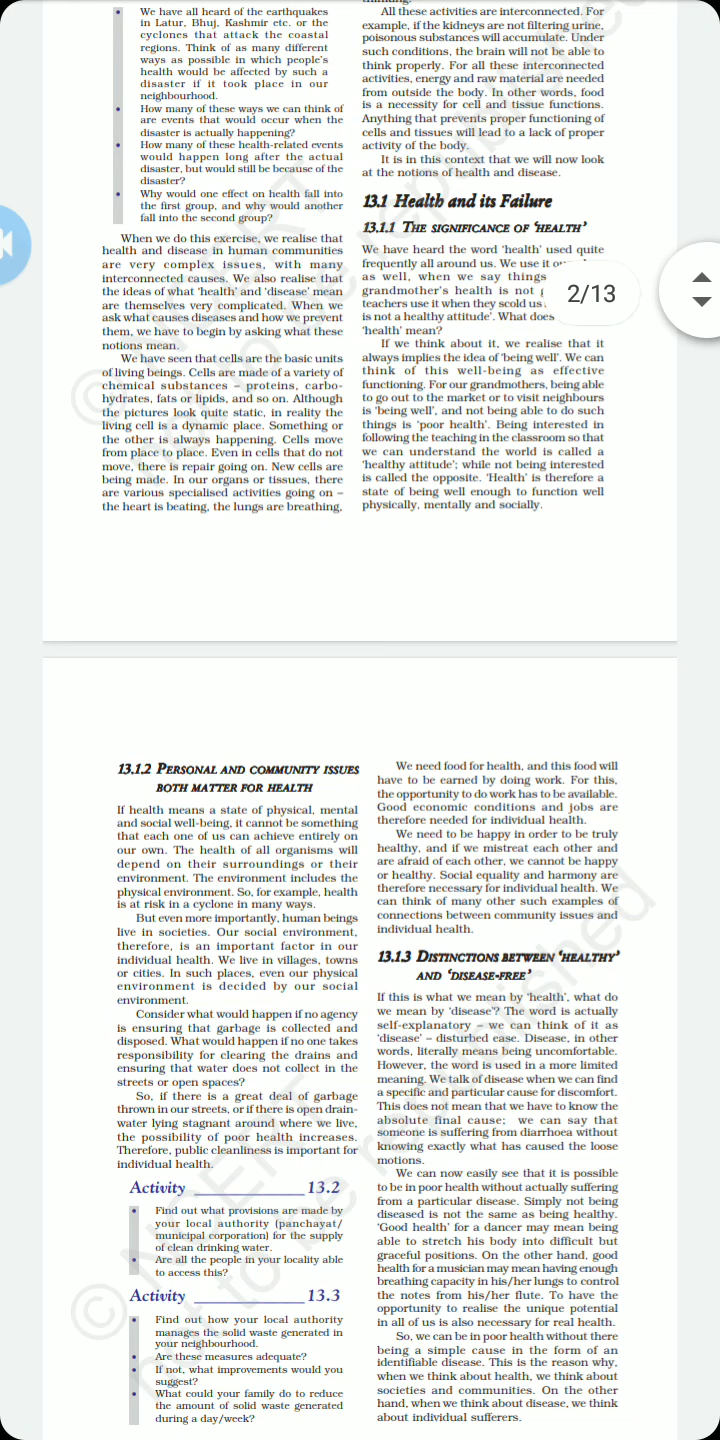 We have all heard of the earthquakes
in Latur, Bhuj, Kashmir etc. or the
cyclones that attack the coastal
regions. Think of as many different
ways as possible in which people's
health would be affected by such a
disaster if it took place in our
neighbourhood.
• How many of these ways we can think of
are events that would occur when the
disaster is actually happening?
• How many of these health-related events
would happen long after the actual
disaster, but would still be because of the
disaster?
• Why would one effect on health fall into
the first group, and why would another
fall into the second group?
When we do this exercise, we realise that
health and disease in human communities
are very complex issues, with many
interconnected causes. We also realise that
the ideas of what 'health' and 'disease' mean
are themselves very complicated. When we
ask what causes diseases and how we prevent
them, we have to begin by asking what these
notions mean.
We have seen that cells are the basic units
of living beings. Cells are made of a variety of
chemical substances – proteins, carbo-
hydrates, fats or lipids, and so on. Although
the pictures look quite static, in reality the
living cell is a dynamic place. Something or
the other is always happening. Cells move
from place to place. Even in cells that do not
move, there is repair going on. New cells are
being made. In our organs or tissues, there
are various specialised activities going on –
the heart is beating, the lungs are breathing,
All these activities are interconnected. For
example, if the kidneys are not filtering urine,
poisonous substances will accumulate. Under
such conditions, the brain will not be able to
think properly. For all these interconnected
activities, energy and raw material are needed
from outside the body. In other words, food
is a necessity for cell and tissue functions.
Anything that prevents proper functioning of
cells and tissues will lead to a lack of proper
activity of the body.
It is in this context that we will now look
at the notions of health and disease.
13.1 Health and its Failure
13.1.1 THE SIGNIFICANCE OF 'HEALTH'
We have heard the word 'health' used quite
frequently all around us. We use it
as well, when we say things
grandmother's health is not
teachers use it when they scold us
is not a healthy attitude'. What does
'health' mean?
2/13
If we think about it, we realise that it
always implies the idea of 'being well'. We can
think of this well-being as effective
functioning. For our grandmothers, being able
to go out to the market or to visit neighbours
is 'being well', and not being able to do such
things is 'poor health'. Being interested in
following the teaching in the classroom so that
we can understand the world is called a
'healthy attitude'; while not being interested
is called the opposite. 'Health' is therefore a
state of being well enough to function well
physically, mentally and socially.
13.1.2 PERSONAL AND COMMUNITY ISSUES
BOTH MATTER FOR HEALTH
If health means a state of physical, mental
and social well-being, it cannot be something
that each one of us can achieve entirely on
our own. The health of all organisms will
depend on their surroundings or their
environment. The environment includes the
physical environment. So, for example, health
is at risk in a cyclone in many ways.
But even more importantly, human beings
live in societies. Our social environment,
therefore, is an important factor in our
individual health. We live in villages, towns
or cities. In such places, even our physical
environment is decided by our social
environment.
Consider what would happen if no agency
is ensuring that garbage is collected and
disposed. What would happen if no one takes
responsibility for clearing the drains and
ensuring that water does not collect in the
streets or open spaces?
So, if there is a great deal of garbage
thrown in our streets, or if there is open drain-
water lying stagnant around where we live,
the possibility of poor health increases.
Therefore, public cleanliness is important for
individual health.
Activity ____________ 13.2
• Find out what provisions are made by
your local authority (panchayat/
municipal corporation) for the supply
of clean drinking water.
• Are all the people in your locality able
to access this?
Activity ____________ 13.3
• Find out how your local authority
manages the solid waste generated in
your neighbourhood.
• Are these measures adequate?
• If not, what improvements would you
suggest?
• What could your family do to reduce
the amount of solid waste generated
during a day/week?
We need food for health, and this food will
have to be earned by doing work. For this,
the opportunity to do work has to be available.
Good economic conditions and jobs are
therefore needed for individual health.
We need to be happy in order to be truly
healthy, and if we mistreat each other and
are afraid of each other, we cannot be happy
or healthy. Social equality and harmony are
therefore necessary for individual health. We
can think of many other such examples of
connections between community issues and
individual health.
13.1.3 DISTINCTIONS BETWEEN 'HEALTHY'
AND 'DISEASE-FREE'
If this is what we mean by 'health', what do
we mean by 'disease'? The word is actually
self-explanatory – we can think of it as
'disease' – disturbed ease. Disease, in other
words, literally means being uncomfortable.
However, the word is used in a more limited
meaning. We talk of disease when we can find
a specific and particular cause for discomfort.
This does not mean that we have to know the
absolute final cause; we can say that
someone is suffering from diarrhoea without
knowing exactly what has caused the loose
motions.
We can now easily see that it is possible
to be in poor health without actually suffering
from a particular disease. Simply not being
diseased is not the same as being healthy.
'Good health' for a dancer may mean being
able to stretch his body into difficult but
graceful positions. On the other hand, good
health for a musician may mean having enough
breathing capacity in his/her lungs to control
the notes from his/her flute. To have the
opportunity to realise the unique potential
in all of us is also necessary for real health.
So, we can be in poor health without there
being a simple cause in the form of an
identifiable disease. This is the reason why,
when we think about health, we think about
societies and communities. On the other
hand, when we think about disease, we think
about individual sufferers.
© NCERT
not to be republished